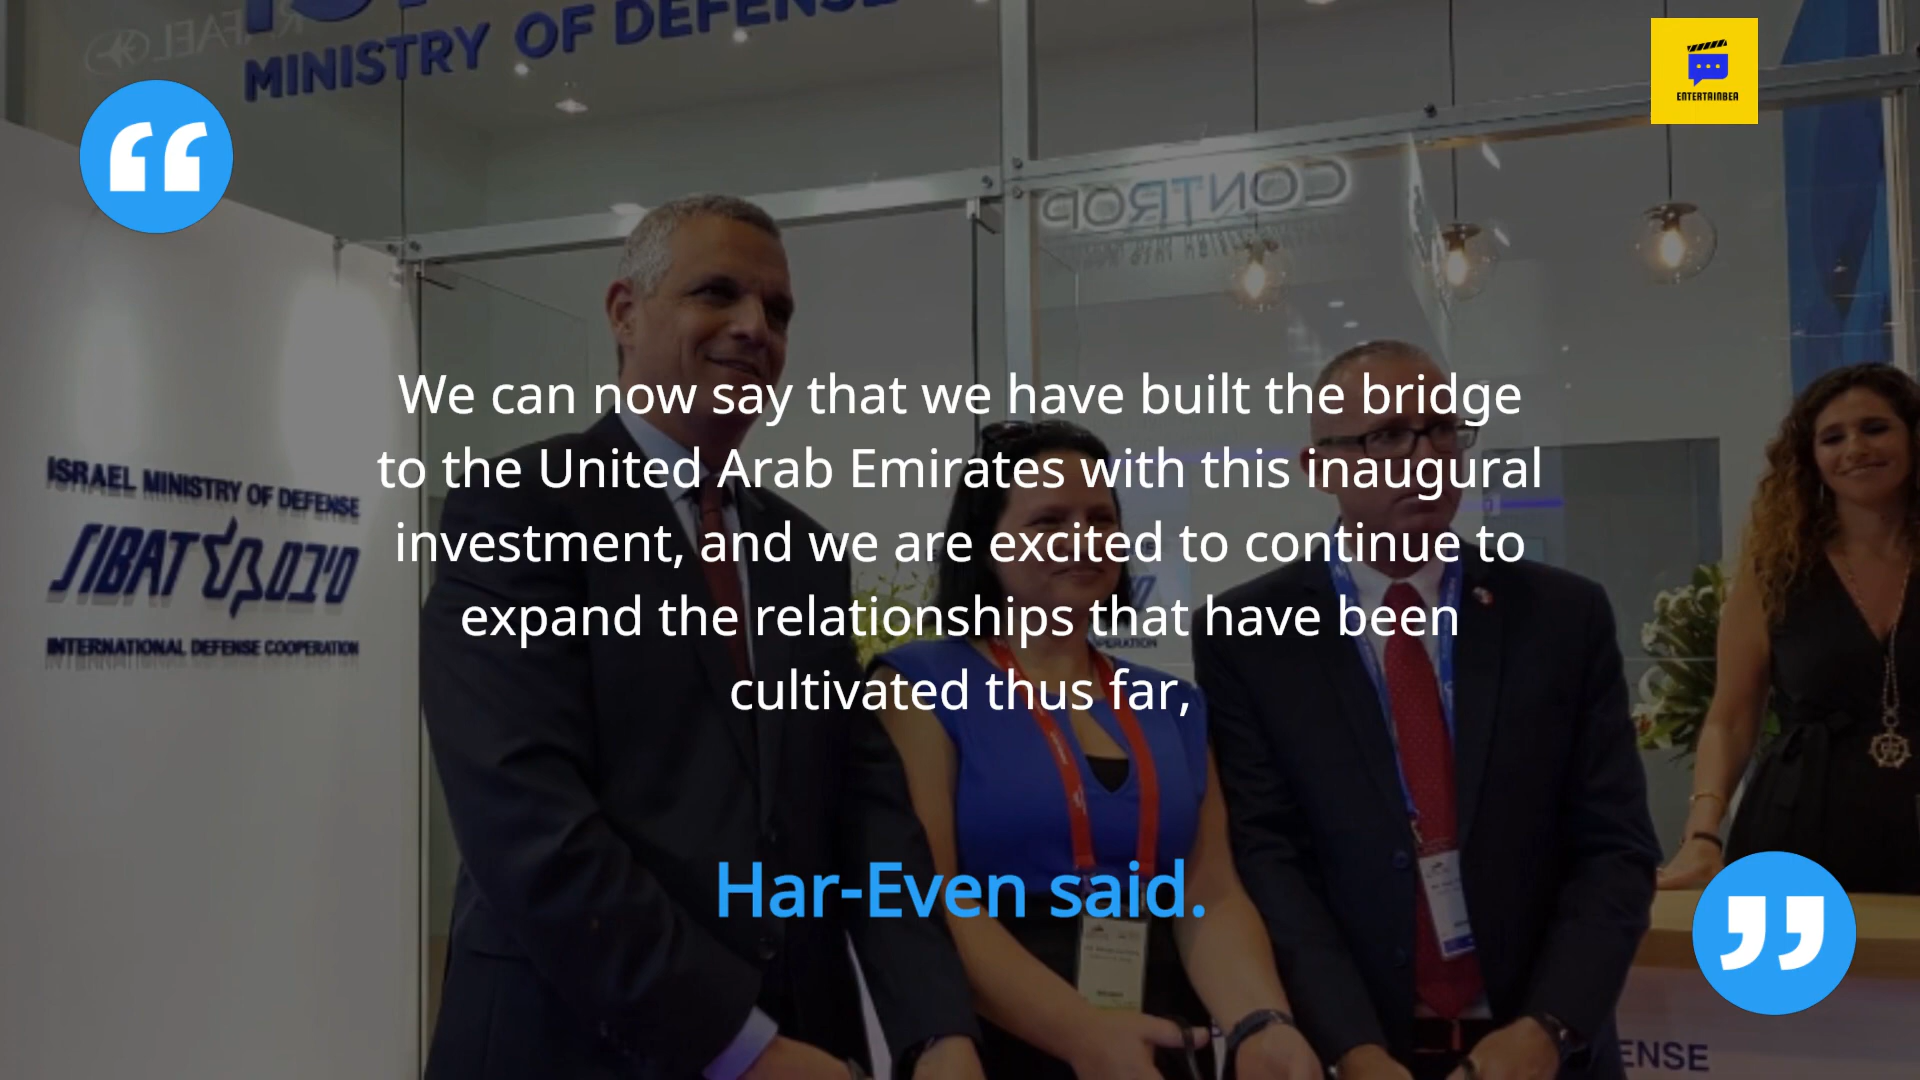 MINISTRY OF DEFENSE
RAFAEL
ENTERTAINBEA
CONTROP
We can now say that we have built the bridge
to the United Arab Emirates with this inaugural
investment, and we are excited to continue to
expand the relationships that have been
cultivated thus far,
ISRAEL MINISTRY OF DEFENSE
SIBAT סיבט
INTERNATIONAL DEFENSE COOPERATION
Har-Even said.
ENSE